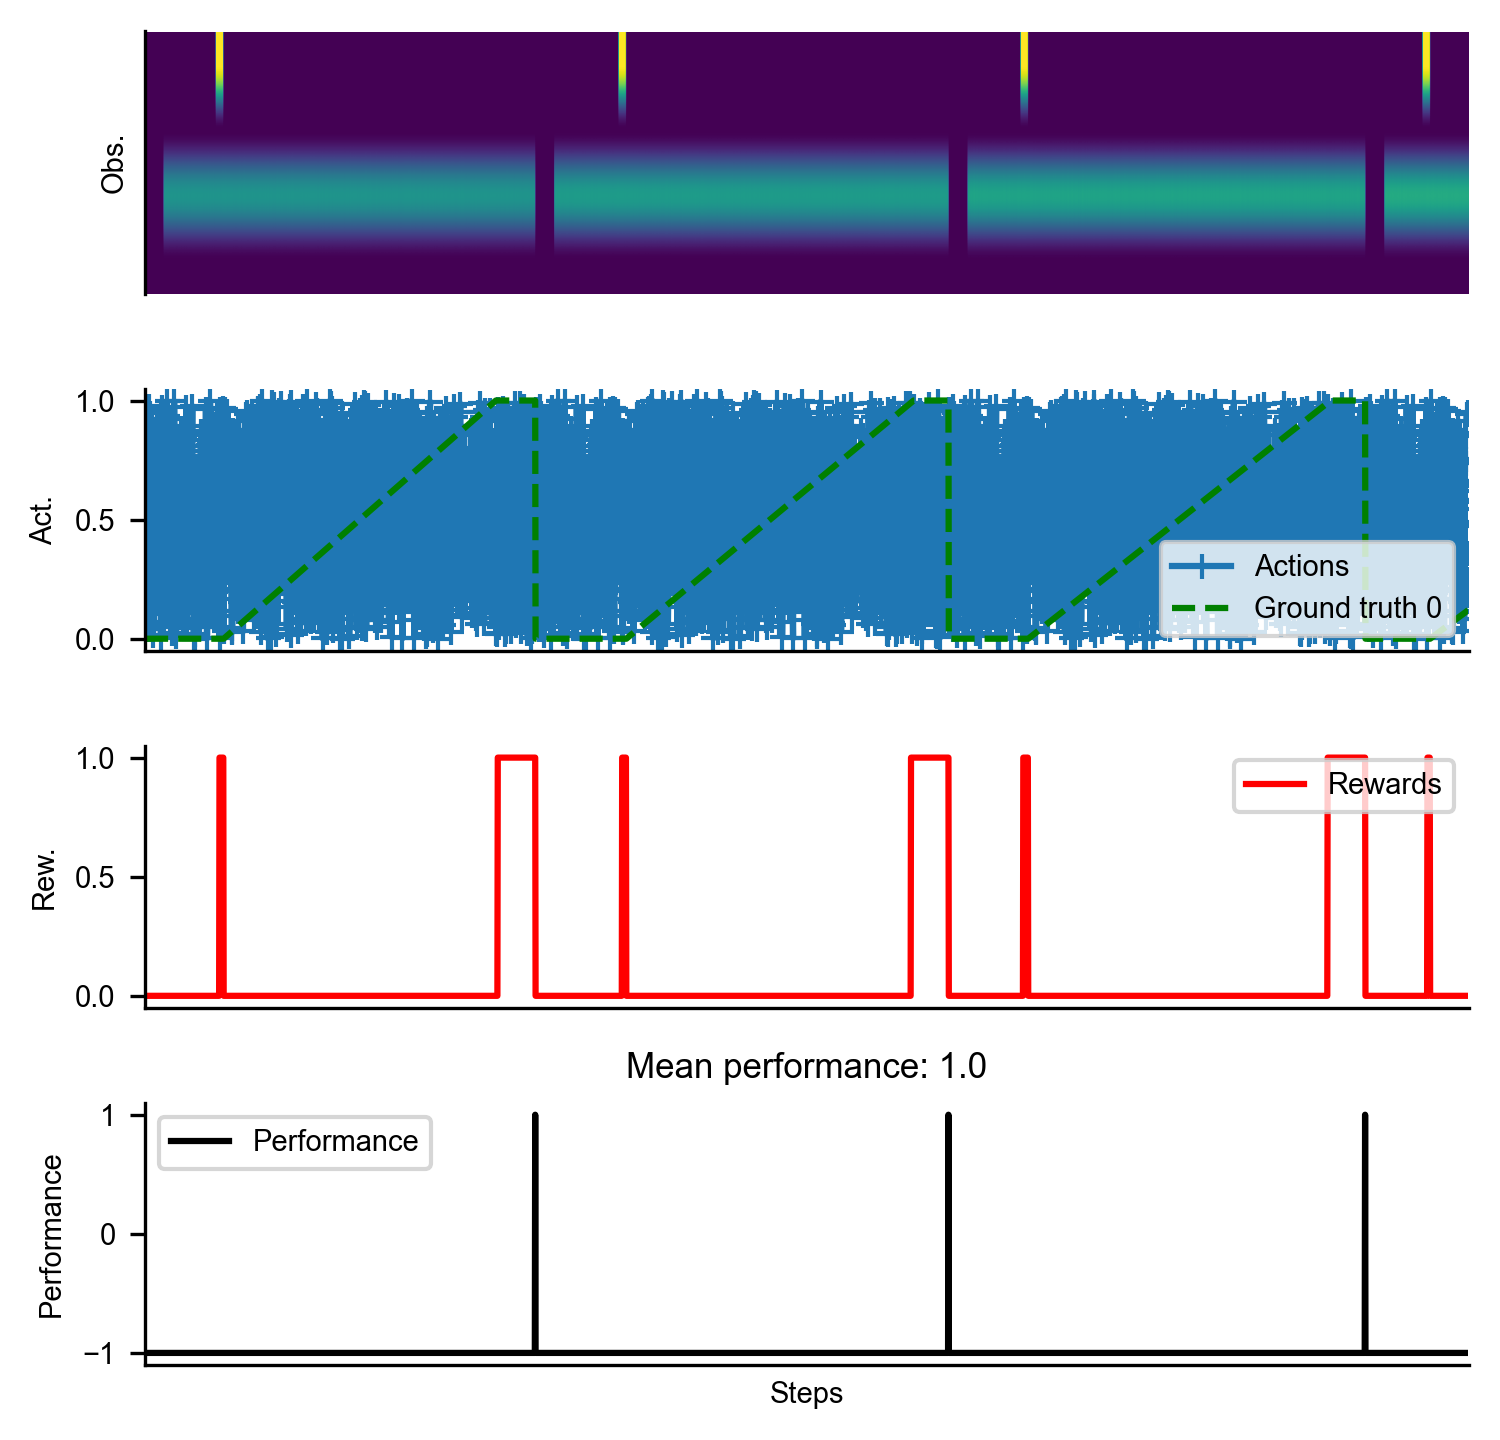 Obs.
1.0
0.5
0.0
Act.
Actions
Ground truth 0
1.0
0.5
0.0
Rew.
Rewards
Mean performance: 1.0
1
0
−1
Performance
Performance
Steps